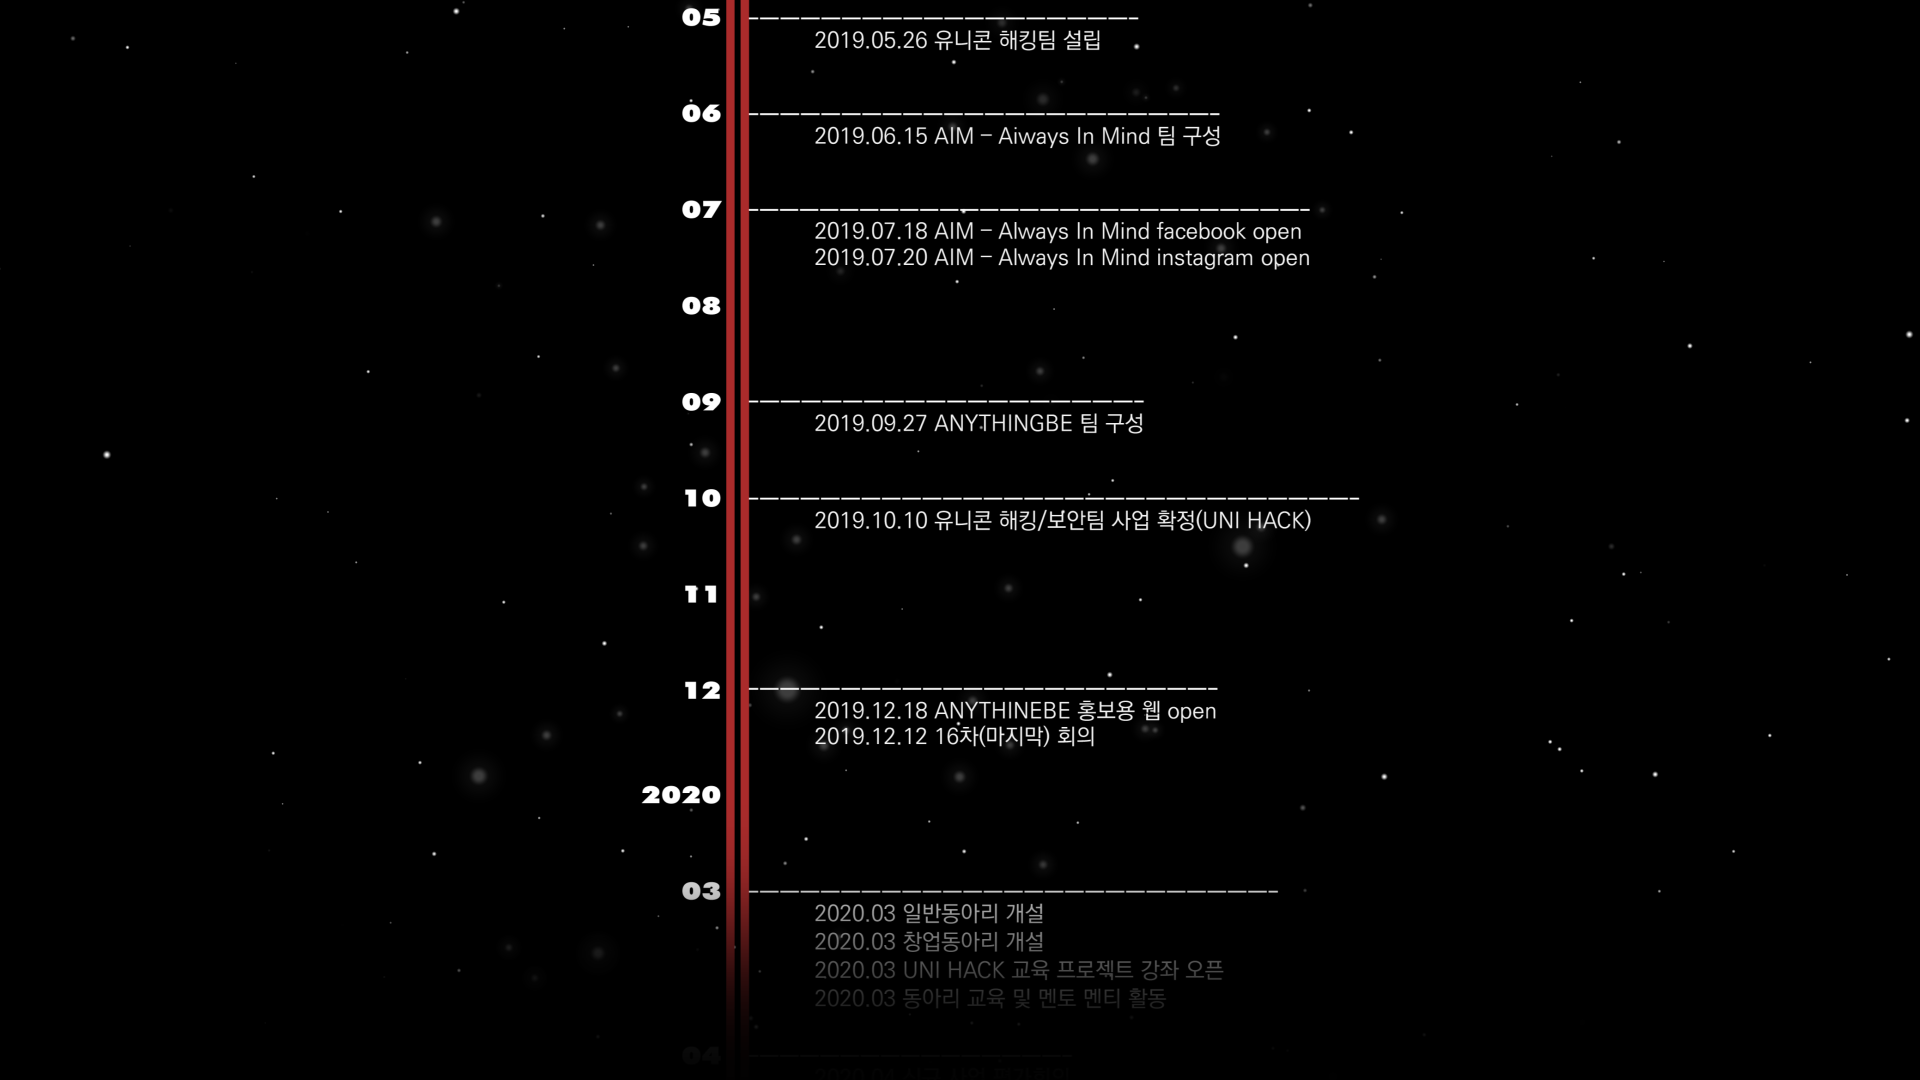 05
2019.05.26 유니콘 해킹팀 설립
06
2019.06.15 AIM – Aiways In Mind 팀 구성
07
2019.07.18 AIM – Always In Mind facebook open
2019.07.20 AIM – Always In Mind instagram open
08
09
2019.09.27 ANYTHINGBE 팀 구성
10
2019.10.10 유니콘 해킹/보안팀 사업 확정(UNI HACK)
11
12
2019.12.18 ANYTHINEBE 홍보용 웹 open
2019.12.12 16차(마지막) 회의
2020
03
2020.03 일반동아리 개설
2020.03 창업동아리 개설
2020.03 UNI HACK 교육 프로젝트 강좌 오픈
2020.03 동아리 교육 및 멘토 멘티 활동
04